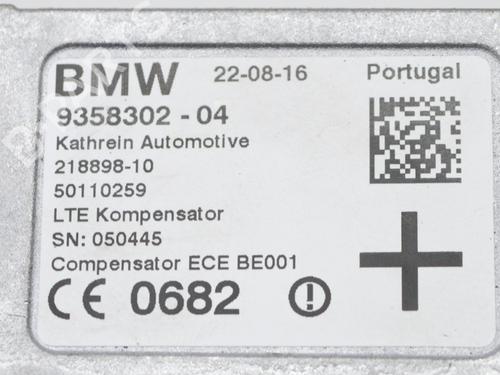 BMW 22-08-16 Portugal
9358302 - 04
Kathrein Automotive
218898-10
50110259
LTE Kompensator
SN: 050445
Compensator ECE BE001
CE 0682